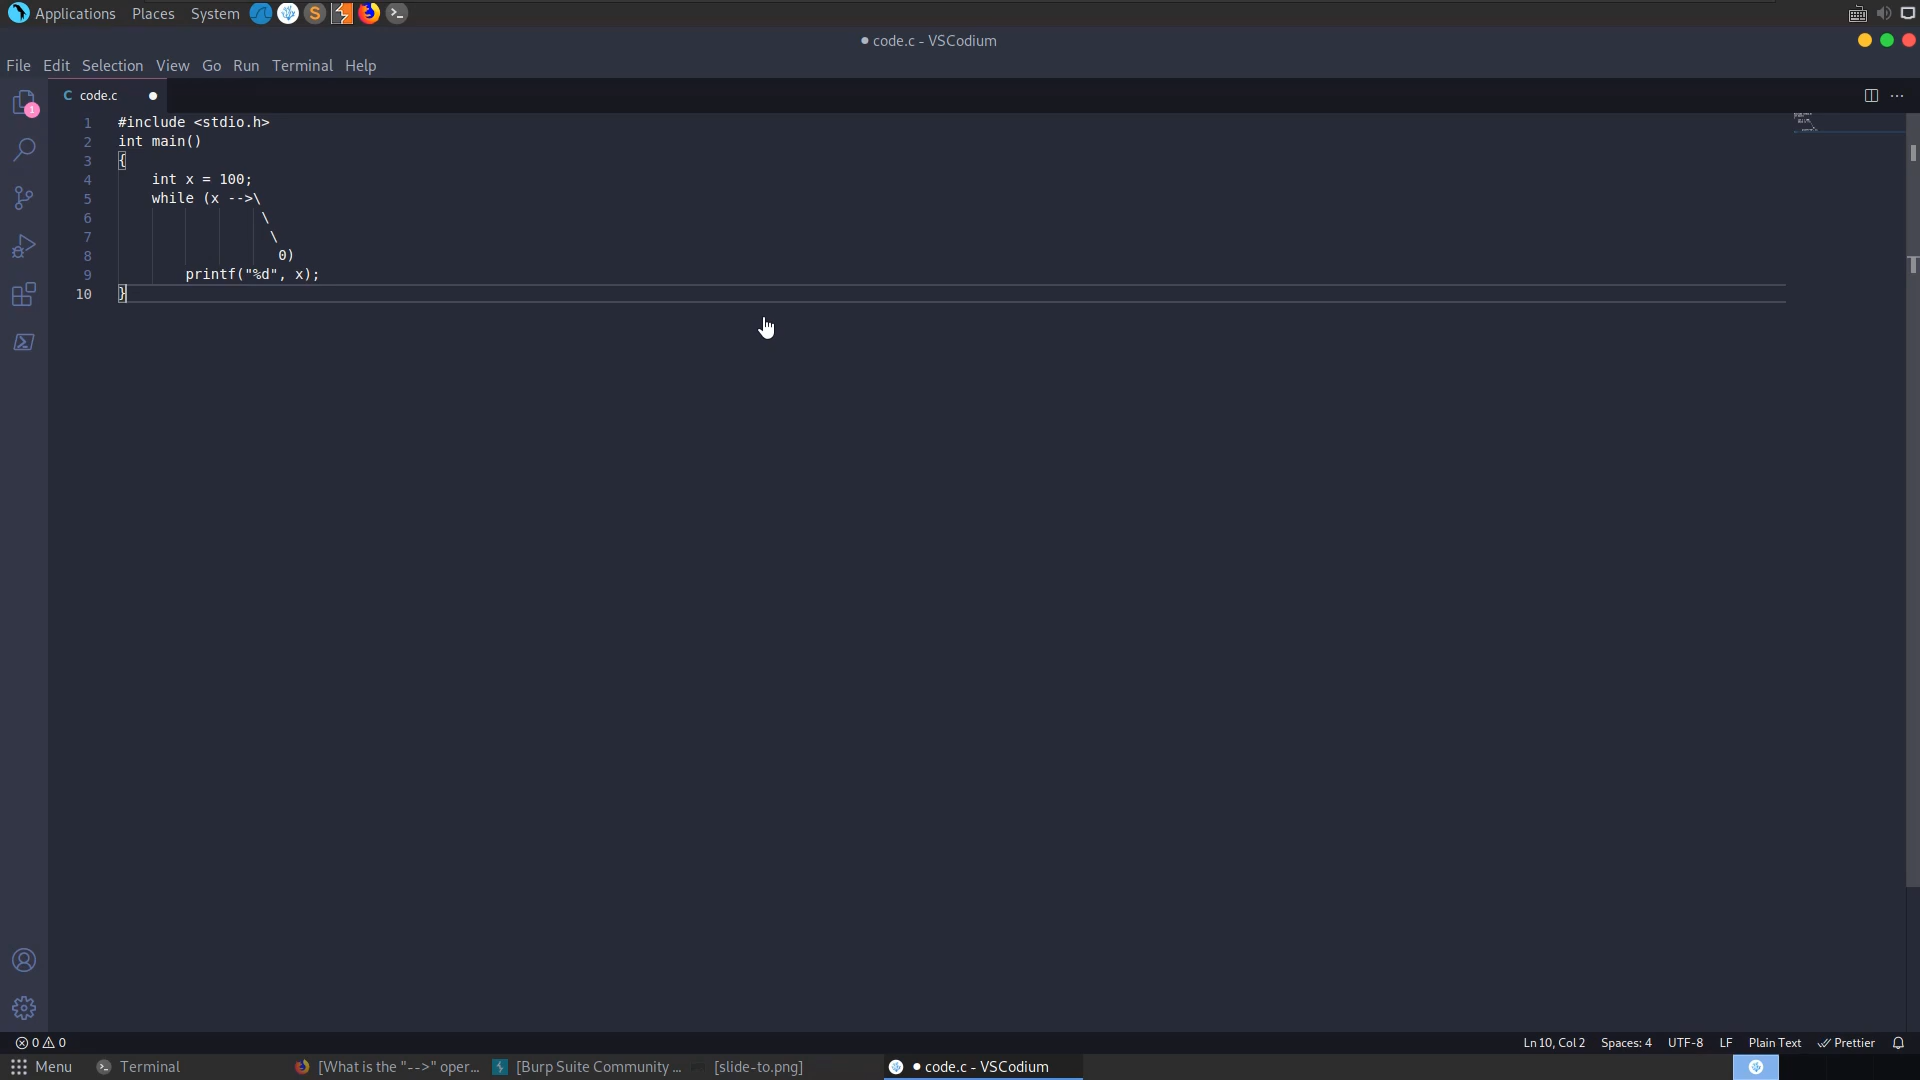 Applications Places System
● code.c - VSCodium
File Edit Selection View Go Run Terminal Help
1
C code.c ●
1 #include <stdio.h>
2 int main()
3 {
4     int x = 100;
5     while (x -->\
6                  \
7                   \
8                    0)
9         printf("%d", x);
10 }
0 0
Ln 10, Col 2 Spaces: 4 UTF-8 LF Plain Text Prettier
Menu Terminal [What is the "-->" oper... [Burp Suite Community ... [slide-to.png] ● code.c - VSCodium